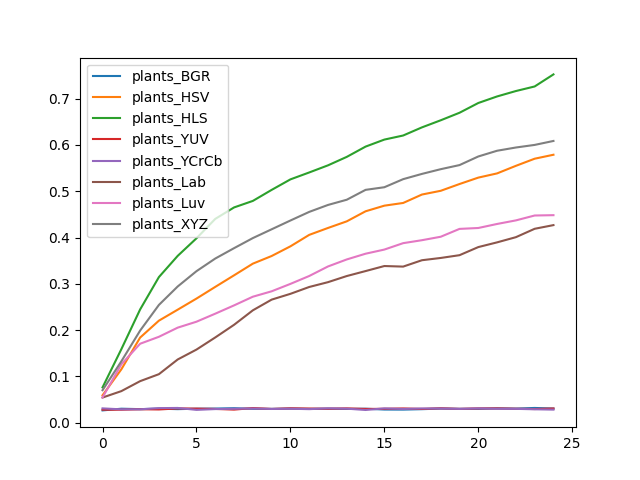 plants_BGR
plants_HSV
plants_HLS
plants_YUV
plants_YCrCb
plants_Lab
plants_Luv
plants_XYZ
0.7
0.6
0.5
0.4
0.3
0.2
0.1
0.0
0 5 10 15 20 25